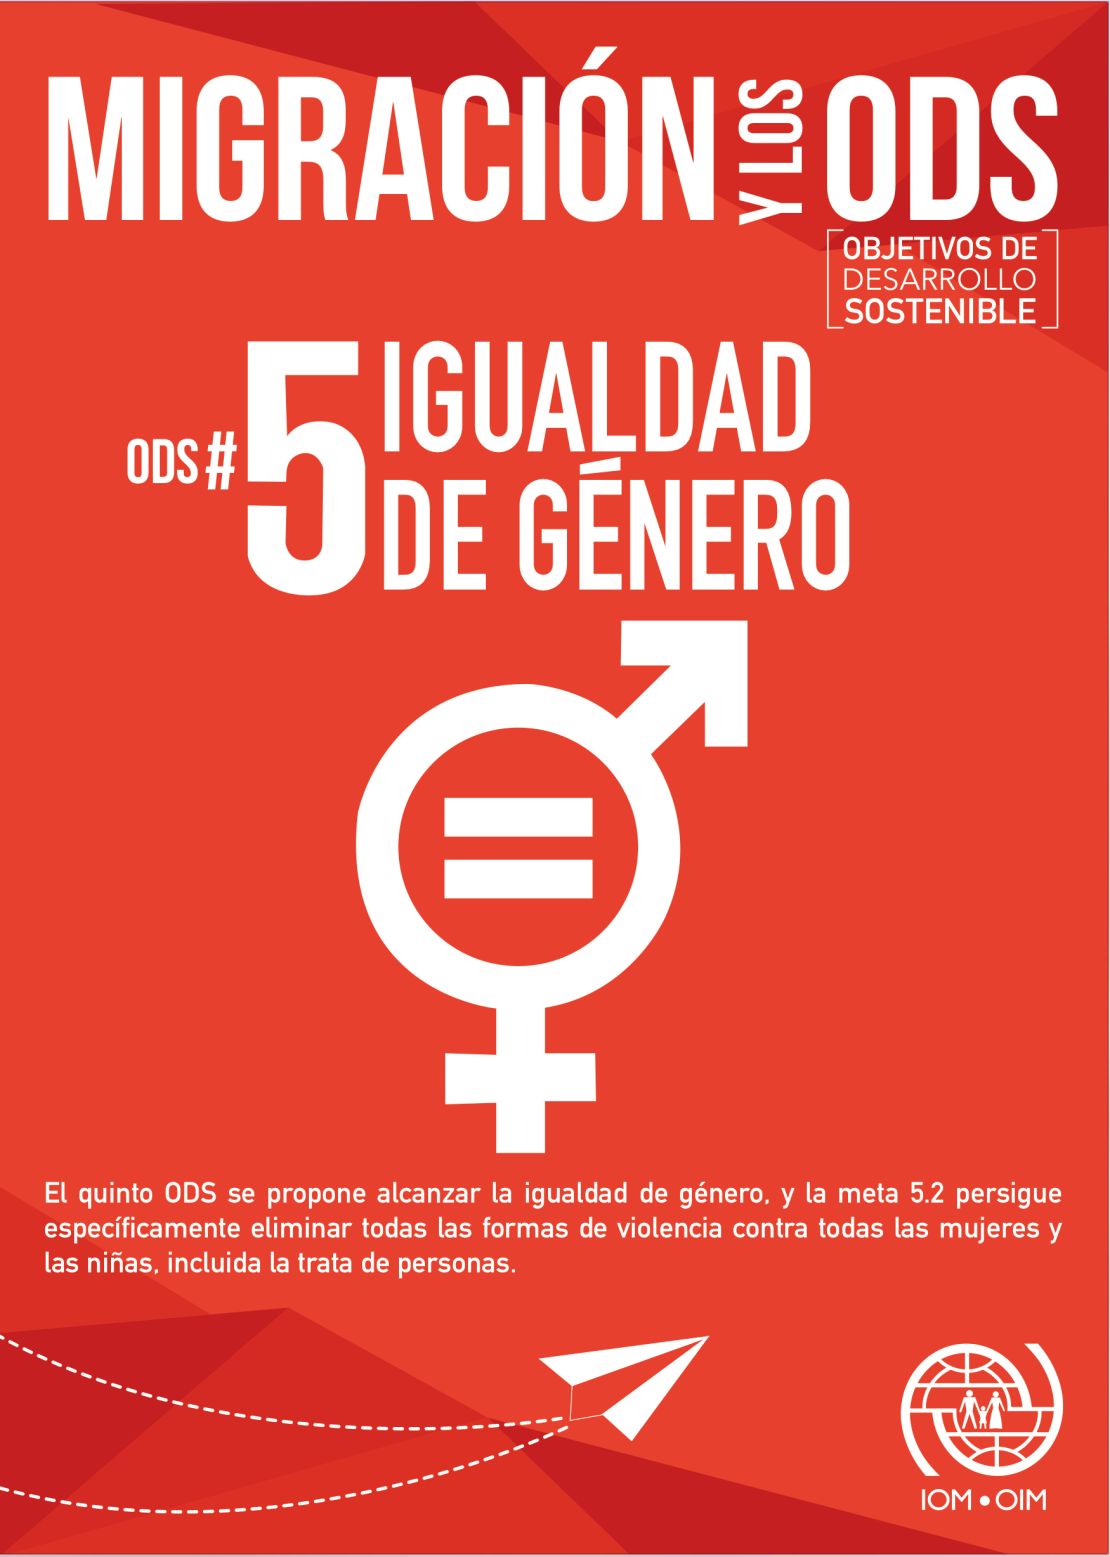 MIGRACIÓN Y LOS ODS
OBJETIVOS DE
DESARROLLO
SOSTENIBLE
ODS#5 IGUALDAD
DE GÉNERO
El quinto ODS se propone alcanzar la igualdad de género, y la meta 5.2 persigue
específicamente eliminar todas las formas de violencia contra todas las mujeres y
las niñas, incluida la trata de personas.
IOM • OIM